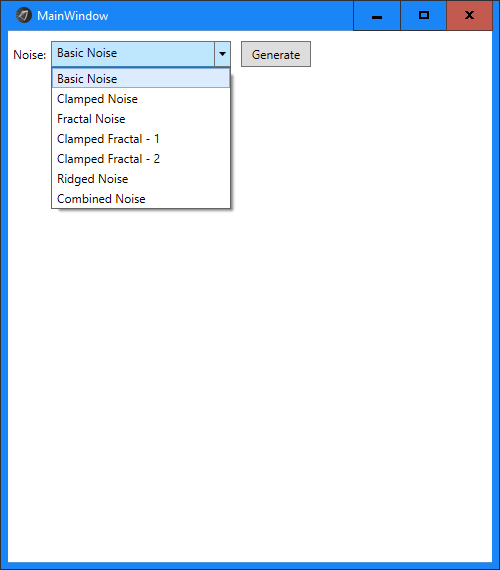 MainWindow
Noise: Basic Noise Generate
Basic Noise
Clamped Noise
Fractal Noise
Clamped Fractal - 1
Clamped Fractal - 2
Ridged Noise
Combined Noise